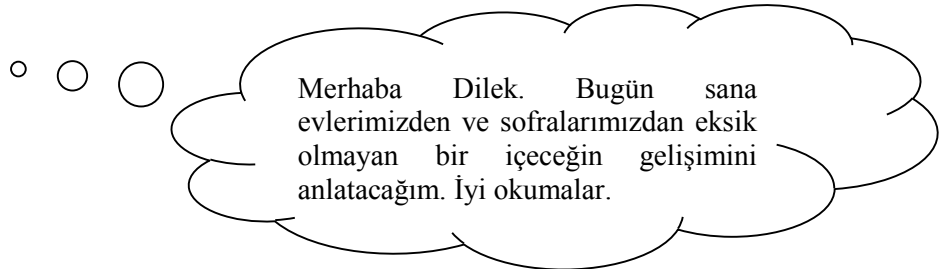 Merhaba Dilek. Bugün sana
evlerimizden ve sofralarımızdan eksik
olmayan bir içeceğin gelişimini
anlatacağım. İyi okumalar.